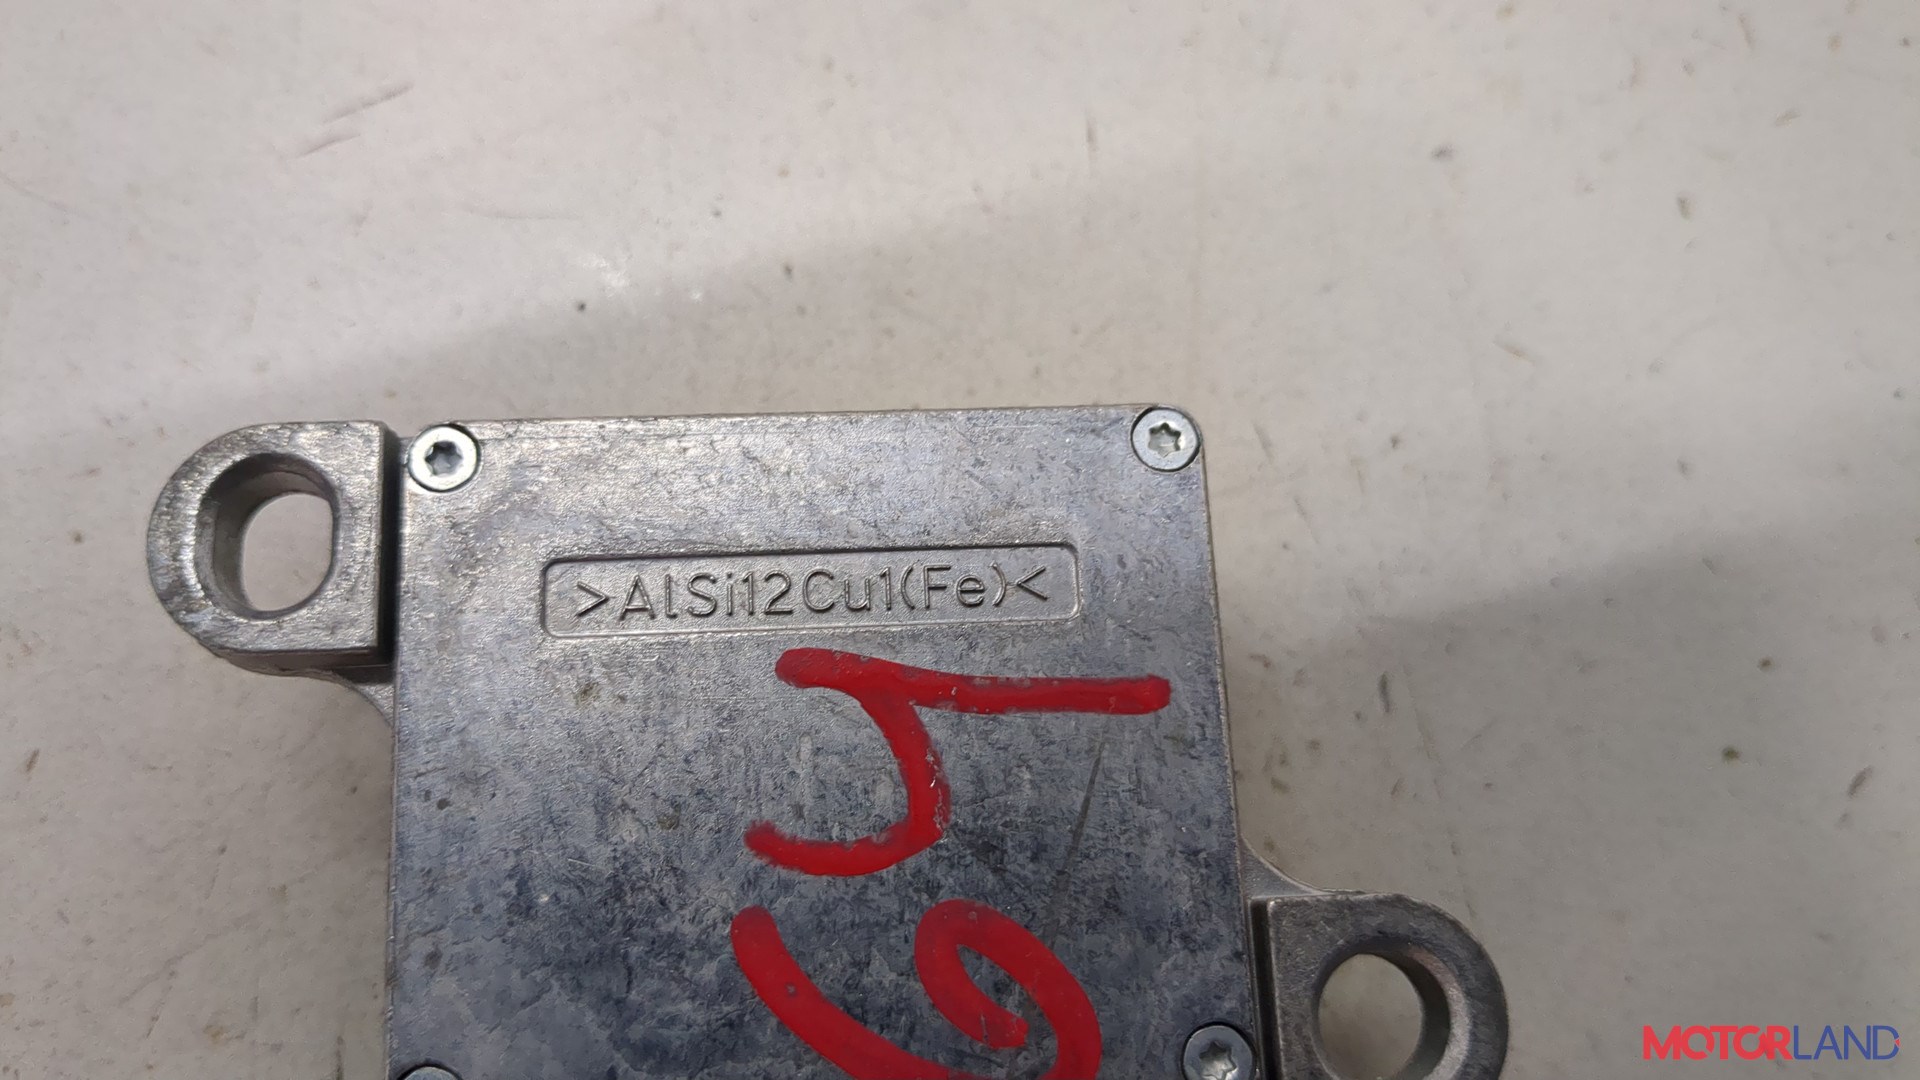 >AlSi12Cu1(Fe)<
MOTORLAND